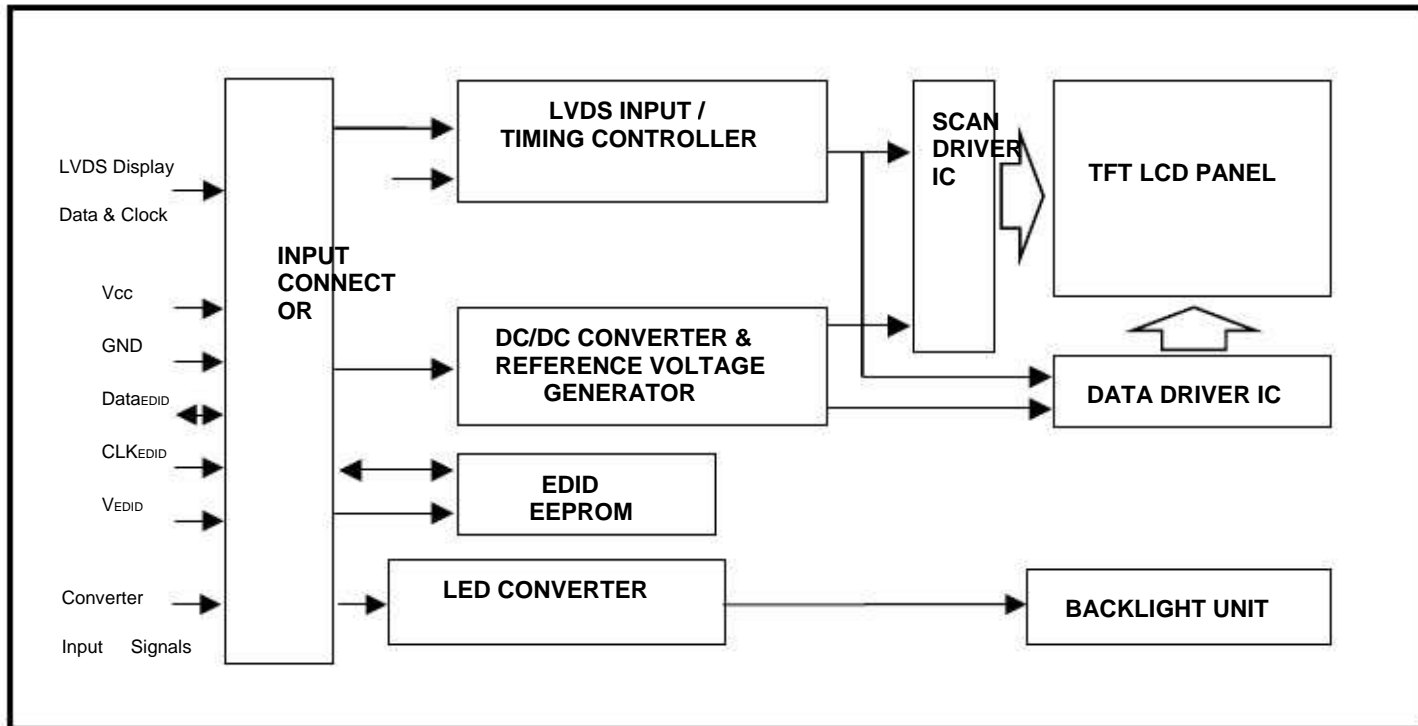 LVDS Display
Data & Clock
Vcc
GND
DataEDID
CLKEDID
VEDID
Converter
Input Signals
INPUT
CONNECT
OR
LVDS INPUT /
TIMING CONTROLLER
DC/DC CONVERTER &
REFERENCE VOLTAGE
GENERATOR
EDID
EEPROM
LED CONVERTER
SCAN
DRIVER
IC
TFT LCD PANEL
DATA DRIVER IC
BACKLIGHT UNIT